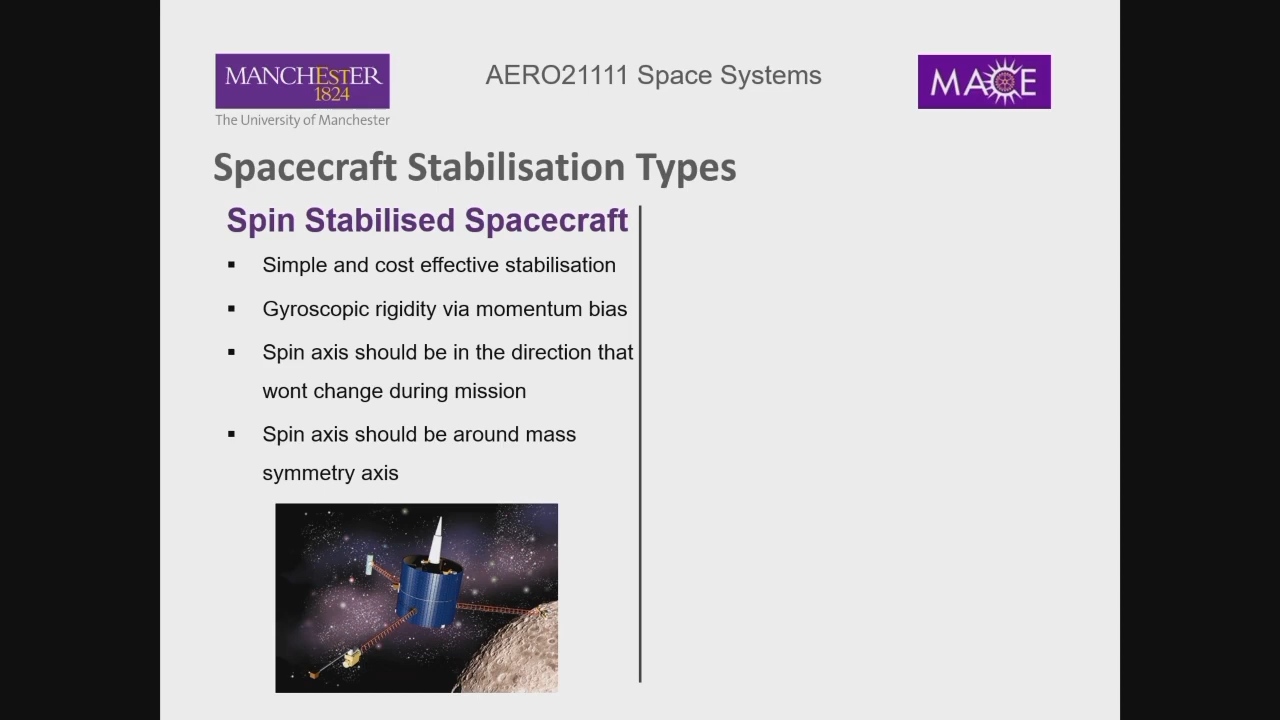 MANCHESTER
1824
The University of Manchester
AERO21111 Space Systems
MACE
Spacecraft Stabilisation Types
Spin Stabilised Spacecraft
▪ Simple and cost effective stabilisation
▪ Gyroscopic rigidity via momentum bias
▪ Spin axis should be in the direction that
wont change during mission
▪ Spin axis should be around mass
symmetry axis